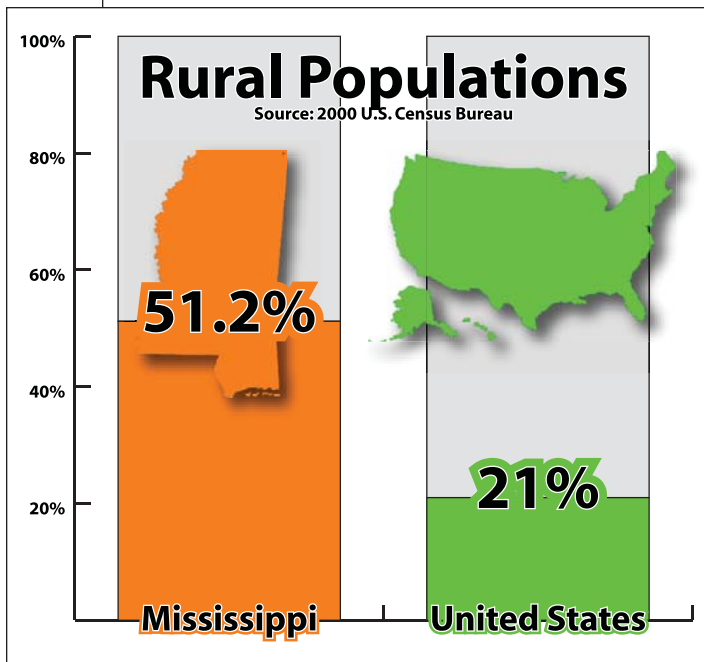 100%
Rural Populations
Source: 2000 U.S. Census Bureau
80%
60%
51.2%
40%
21%
20%
Mississippi
United States